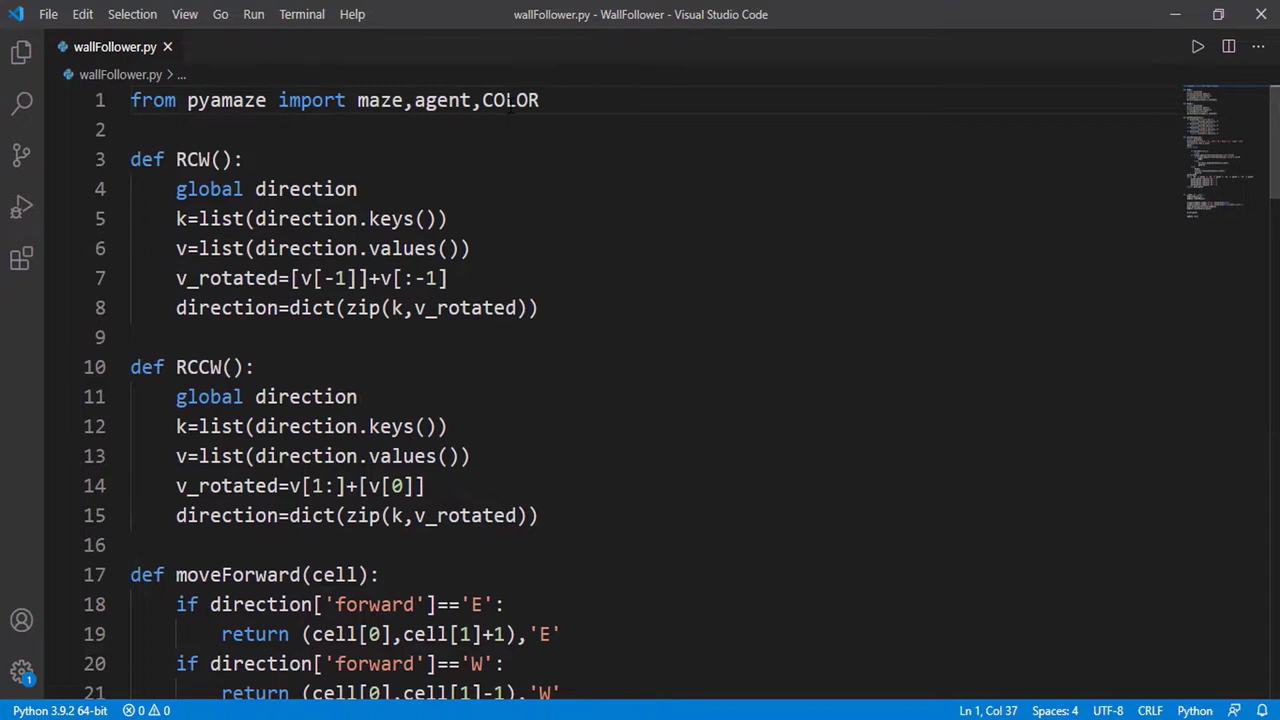 File Edit Selection View Go Run Terminal Help wallFollower.py - WallFollower - Visual Studio Code
wallFollower.py
wallFollower.py > ...
1 from pyamaze import maze,agent,COLOR
2
3 def RCW():
4 global direction
5 k=list(direction.keys())
6 v=list(direction.values())
7 v_rotated=[v[-1]]+v[:-1]
8 direction=dict(zip(k,v_rotated))
9
10 def RCCW():
11 global direction
12 k=list(direction.keys())
13 v=list(direction.values())
14 v_rotated=v[1:]+[v[0]]
15 direction=dict(zip(k,v_rotated))
16
17 def moveForward(cell):
18 if direction['forward']=='E':
19 return (cell[0],cell[1]+1),'E'
20 if direction['forward']=='W':
21 return (cell[0],cell[1]-1),'W'
1
Python 3.9.2 64-bit 0 0 Ln 1, Col 37 Spaces: 4 UTF-8 CRLF Python